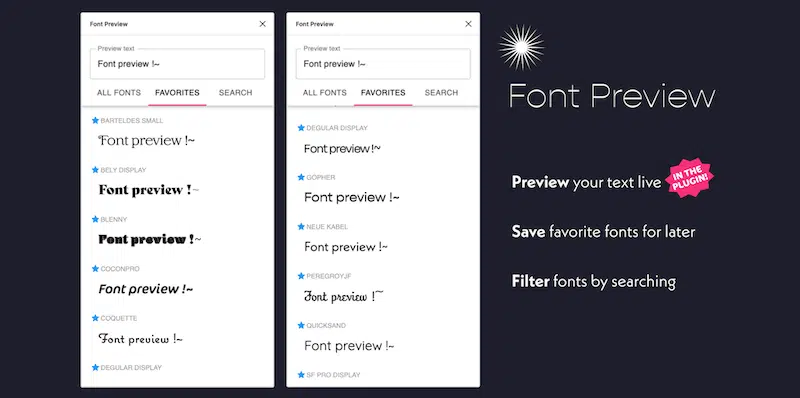 Font Preview
Preview text
Font preview !~
ALL FONTS FAVORITES SEARCH
BARTELDES SMALL
Font preview !~
BELY DISPLAY
Font preview !~
BLENNY
Font preview !~
COCONPRO
Font preview !~
COQUETTE
Font preview !~
DEGULAR DISPLAY
Font Preview
Preview text
Font preview !~
ALL FONTS FAVORITES SEARCH
DEGULAR DISPLAY
Font preview !~
GOPHER
Font preview !~
NEUE KABEL
Font preview !~
PEREGROYJF
Font preview !~
QUICKSAND
Font preview !~
SF PRO DISPLAY
Font Preview
Preview your text live
IN THE
PLUGIN!
Save favorite fonts for later
Filter fonts by searching